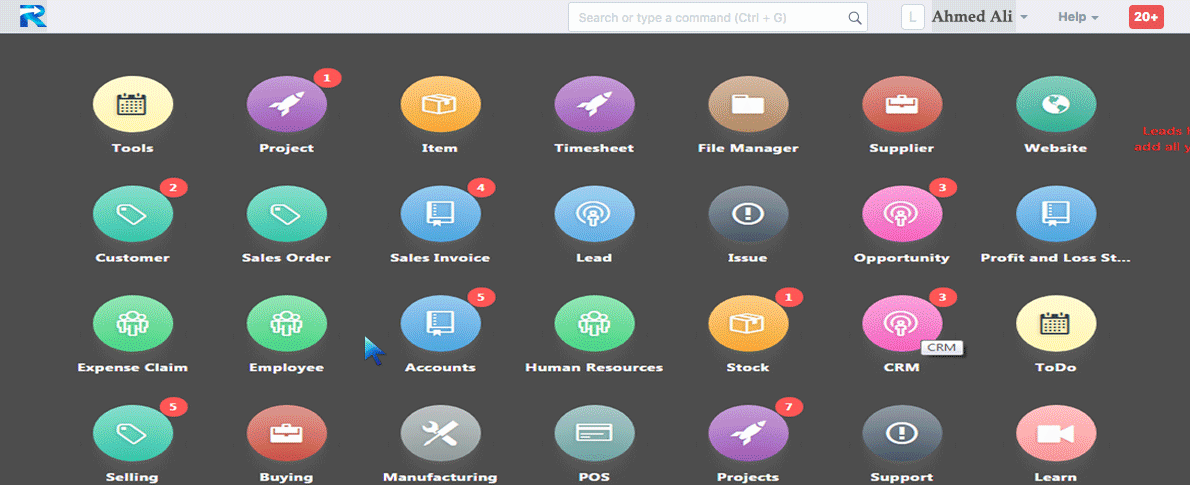 R
Search or type a command (Ctrl + G)
L
Ahmed Ali
Help
20+
1
Tools
Project
Item
Timesheet
File Manager
Supplier
Website
Leads
add all y
2
4
3
Customer
Sales Order
Sales Invoice
Lead
Issue
Opportunity
Profit and Loss St...
5
1
3
CRM
Expense Claim
Employee
Accounts
Human Resources
Stock
CRM
ToDo
5
7
Selling
Buying
Manufacturing
POS
Projects
Support
Learn